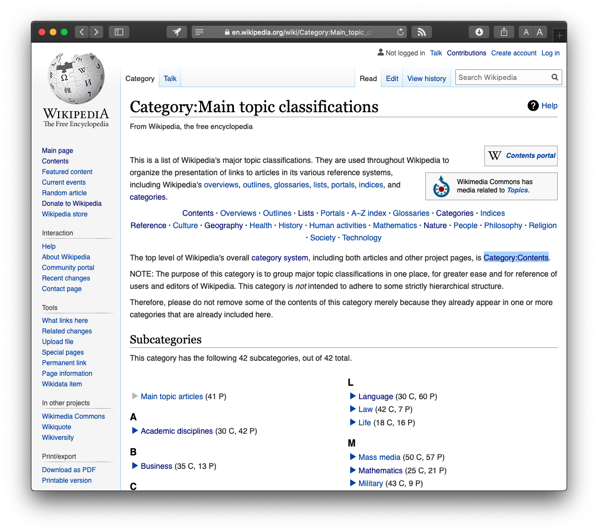 en.wikipedia.org/wiki/Category:Main_topic_c
A A
Not logged in Talk Contributions Create account Log in
Category Talk Read Edit View history Search Wikipedia
WIKIPEDIA
The Free Encyclopedia
Main page
Contents
Featured content
Current events
Random article
Donate to Wikipedia
Wikipedia store
Interaction
Help
About Wikipedia
Community portal
Recent changes
Contact page
Tools
What links here
Related changes
Upload file
Special pages
Permanent link
Page information
Wikidata item
In other projects
Wikimedia Commons
Wikiquote
Wikiversity
Print/export
Download as PDF
Printable version
Category:Main topic classifications
? Help
From Wikipedia, the free encyclopedia
W Contents portal
Wikimedia Commons has
media related to Topics.
This is a list of Wikipedia's major topic classifications. They are used throughout Wikipedia to
organize the presentation of links to articles in its various reference systems,
including Wikipedia's overviews, outlines, glossaries, lists, portals, indices, and
categories.
Contents · Overviews · Outlines · Lists · Portals · A–Z index · Glossaries · Categories · Indices
Reference · Culture · Geography · Health · History · Human activities · Mathematics · Nature · People · Philosophy · Religion
· Society · Technology
The top level of Wikipedia's overall category system, including both articles and other project pages, is Category:Contents.
NOTE: The purpose of this category is to group major topic classifications in one place, for greater ease and for reference of
users and editors of Wikipedia. This category is not intended to adhere to some strictly hierarchical structure.
Therefore, please do not remove some of the contents of this category merely because they already appear in one or more
categories that are already included here.
Subcategories
This category has the following 42 subcategories, out of 42 total.
Main topic articles (41 P)
A
Academic disciplines (30 C, 42 P)
B
Business (35 C, 13 P)
C
L
Language (30 C, 60 P)
Law (42 C, 7 P)
Life (18 C, 16 P)
M
Mass media (50 C, 57 P)
Mathematics (25 C, 21 P)
Military (43 C, 9 P)